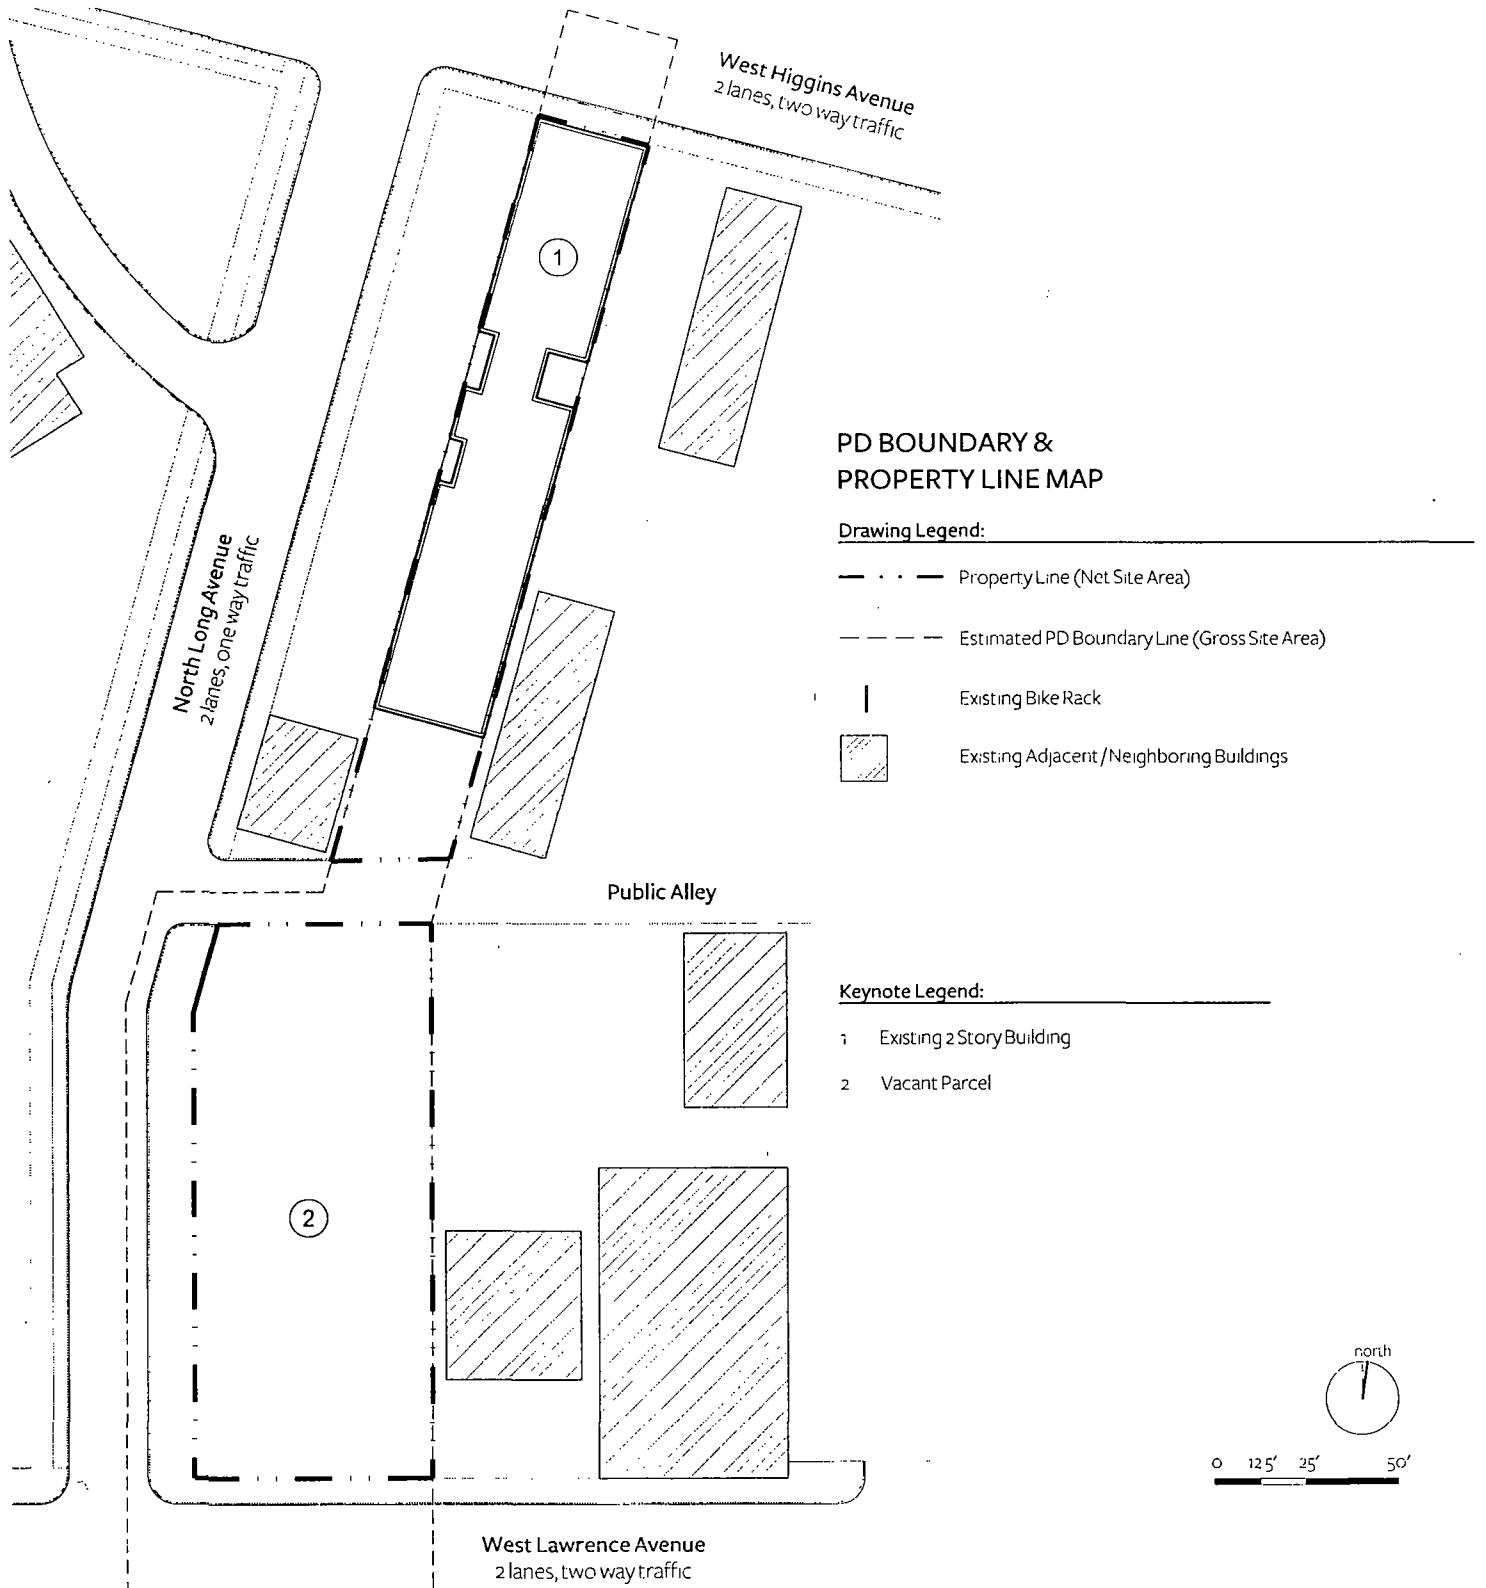 West Higgins Avenue
2 lanes, two way traffic
1
PD BOUNDARY &
PROPERTY LINE MAP
Drawing Legend:
Property Line (Net Site Area)
Estimated PD Boundary Line (Gross Site Area)
Existing Bike Rack
Existing Adjacent/Neighboring Buildings
North Long Avenue
2 lanes, one way traffic
Public Alley
Keynote Legend:
1 Existing 2 Story Building
2 Vacant Parcel
2
north
0 12 5' 25' 50'
West Lawrence Avenue
2 lanes, two way traffic